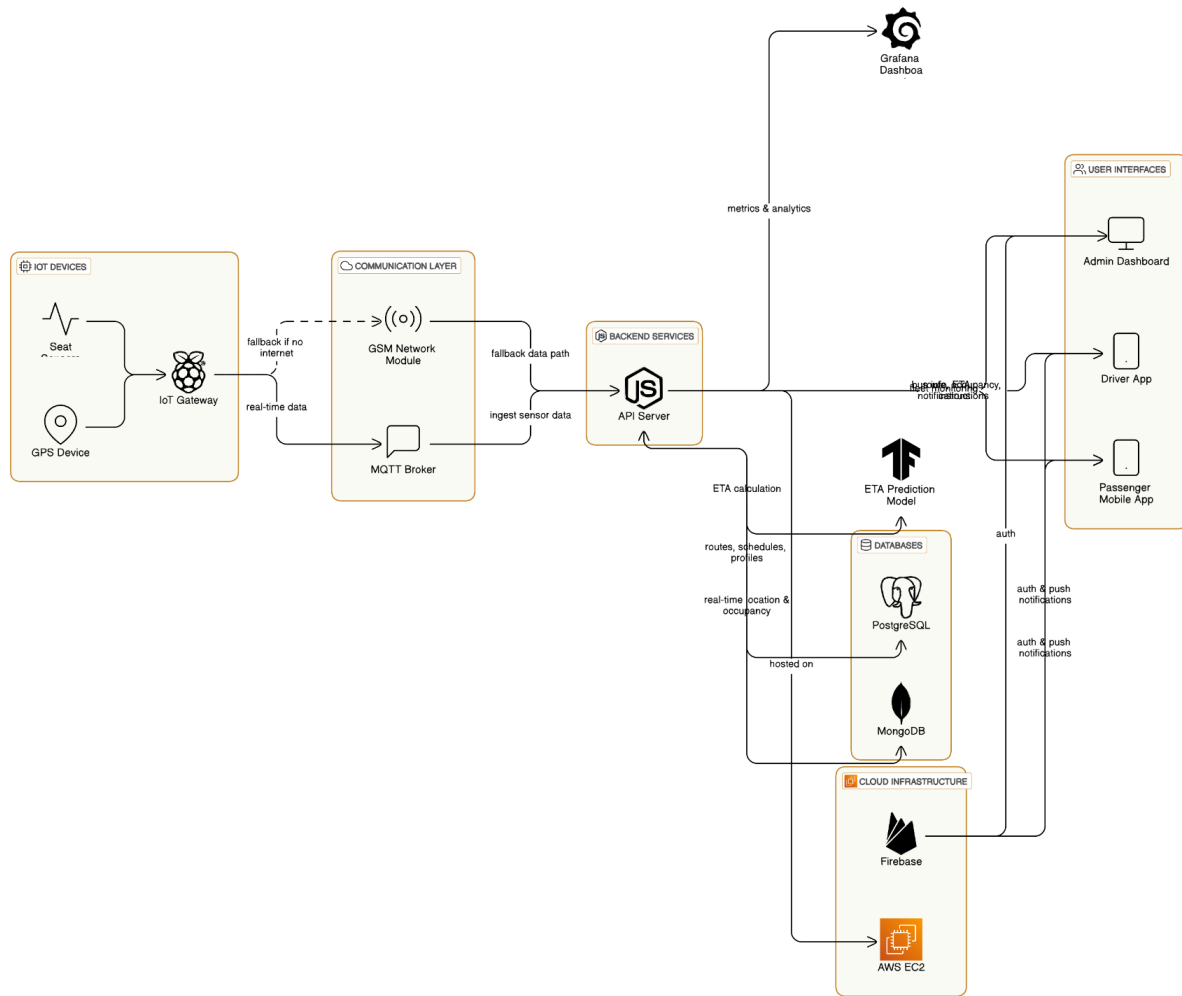 Grafana
Dashboa
USER INTERFACES
metrics & analytics
Admin Dashboard
IOT DEVICES
COMMUNICATION LAYER
BACKEND SERVICES
Seat
fallback if no
internet
GSM Network
Module
fallback data path
Driver App
IoT Gateway
real-time data
ingest sensor data
API Server
notifications
GPS Device
MQTT Broker
ETA calculation
ETA Prediction
Model
Passenger
Mobile App
routes, schedules,
profiles
DATABASES
auth
real-time location &
occupancy
PostgreSQL
auth & push
notifications
auth & push
notifications
hosted on
MongoDB
CLOUD INFRASTRUCTURE
Firebase
AWS EC2